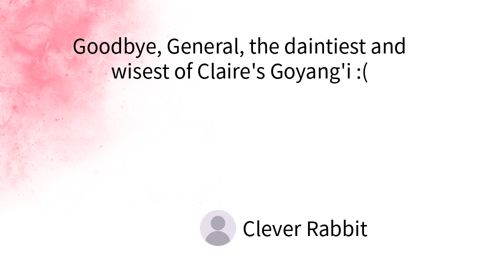 Goodbye, General, the daintiest and
wisest of Claire's Goyang'i :(
Clever Rabbit